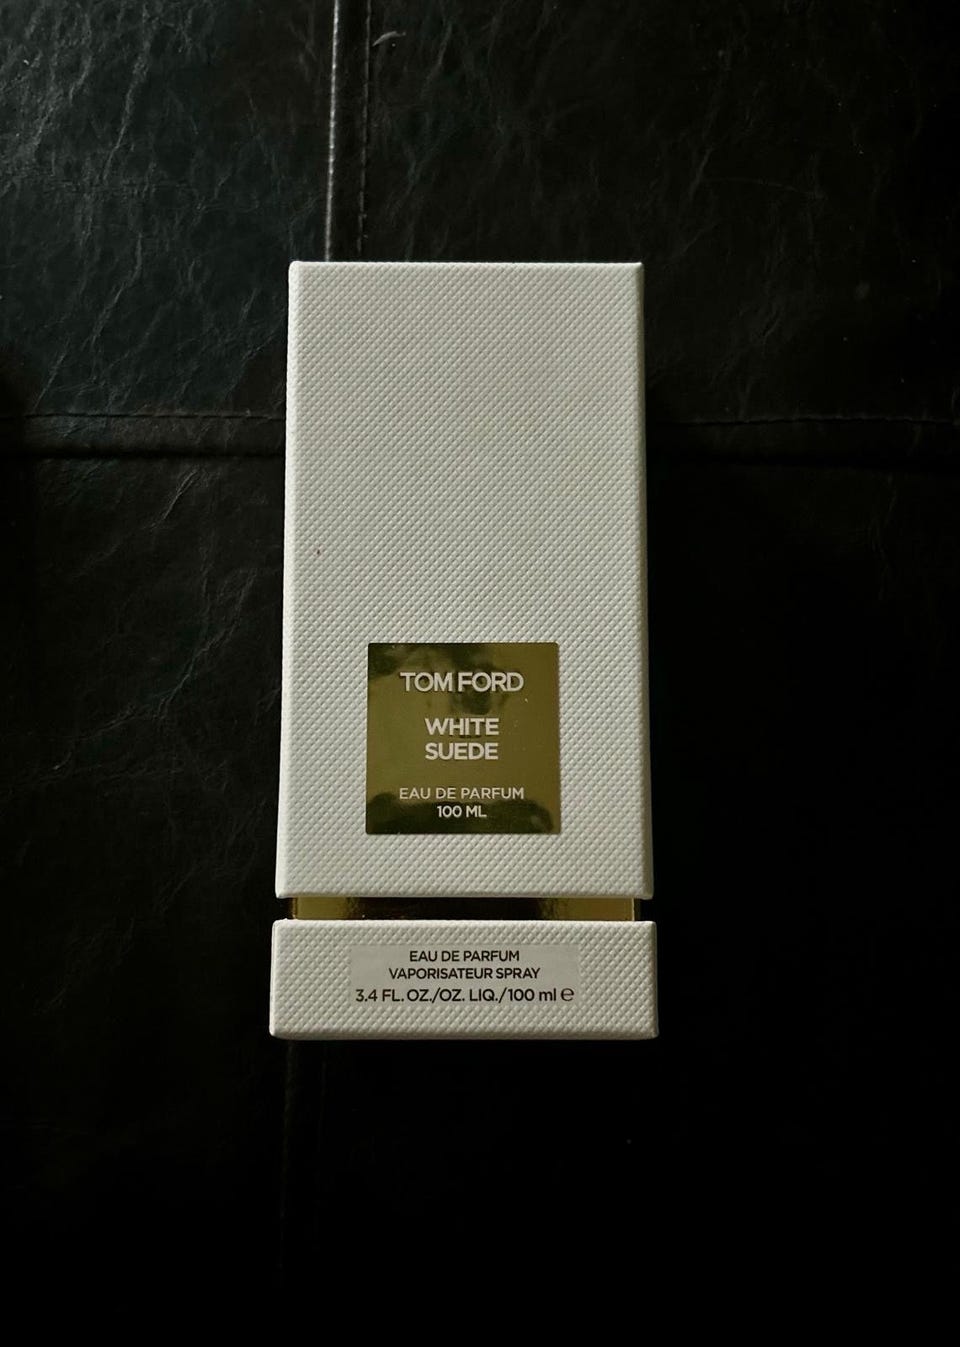 TOM FORD
WHITE
SUEDE
EAU DE PARFUM
100 ML
EAU DE PARFUM
VAPORISATEUR SPRAY
3.4 FL. OZ./OZ. LIQ./100 ml ℮